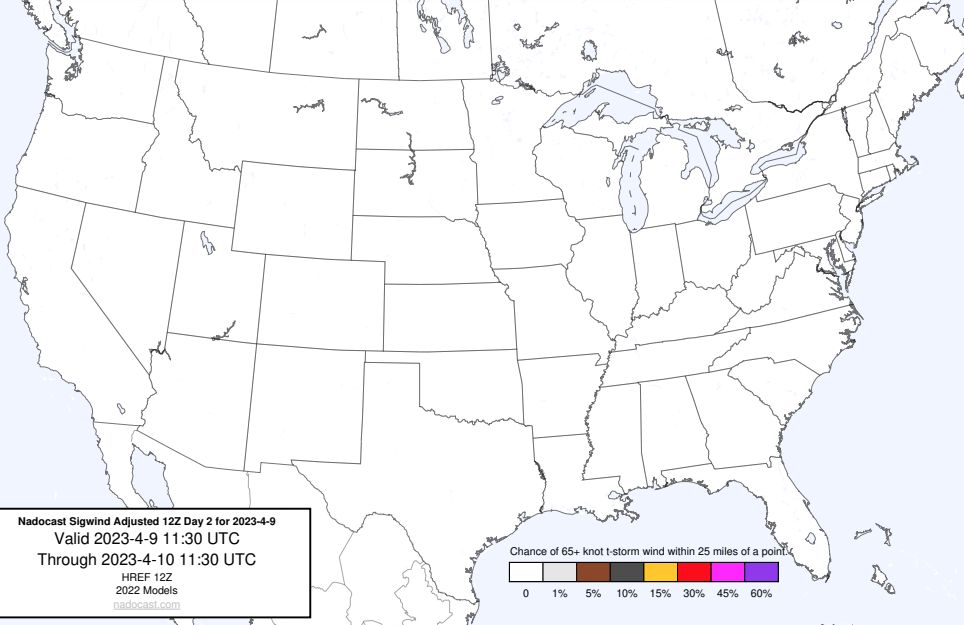 Nadocast Sigwind Adjusted 12Z Day 2 for 2023-4-9
Valid 2023-4-9 11:30 UTC
Through 2023-4-10 11:30 UTC
HREF 12Z
2022 Models
nadocast.com
Chance of 65+ knot t-storm wind within 25 miles of a point.
0 1% 5% 10% 15% 30% 45% 60%